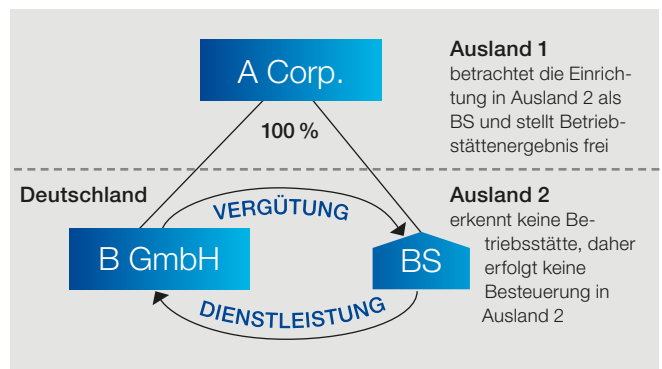 A Corp.
Ausland 1
betrachtet die Einrich-
tung in Ausland 2 als
BS und stellt Betrieb-
stättenergebnis frei
100 %
Deutschland
VERGÜTUNG
B GmbH
BS
DIENSTLEISTUNG
Ausland 2
erkennt keine Be-
triebsstätte, daher
erfolgt keine
Besteuerung in
Ausland 2